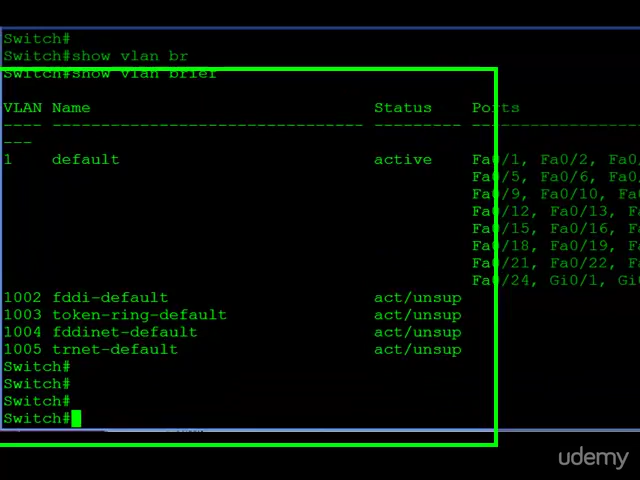 Switch#
Switch#show vlan br
Switch#show vlan brief
VLAN Name Status Ports
---- -------------------------------- --------- -----------------
---
1 default active Fa0/1, Fa0/2,
Fa0/5, Fa0/6,
Fa0/9, Fa0/10,
Fa0/12, Fa0/13,
Fa0/15, Fa0/16,
Fa0/18, Fa0/19,
Fa0/21, Fa0/22,
Fa0/24, Gi0/1,
1002 fddi-default act/unsup
1003 token-ring-default act/unsup
1004 fddinet-default act/unsup
1005 trnet-default act/unsup
Switch#
Switch#
Switch#
Switch#
udemy